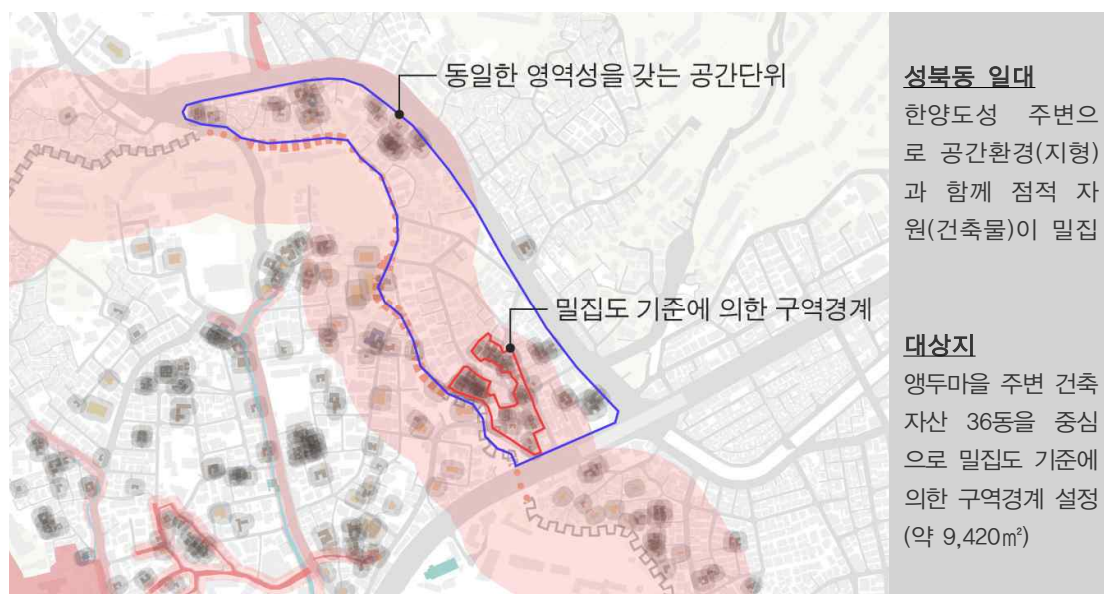 동일한 영역성을 갖는 공간단위
밀집도 기준에 의한 구역경계
성북동 일대
한양도성 주변으
로 공간환경(지형)
과 함께 점적 자
원(건축물)이 밀집
대상지
앵두마을 주변 건축
자산 36동을 중심
으로 밀집도 기준에
의한 구역경계 설정
(약 9,420㎡)